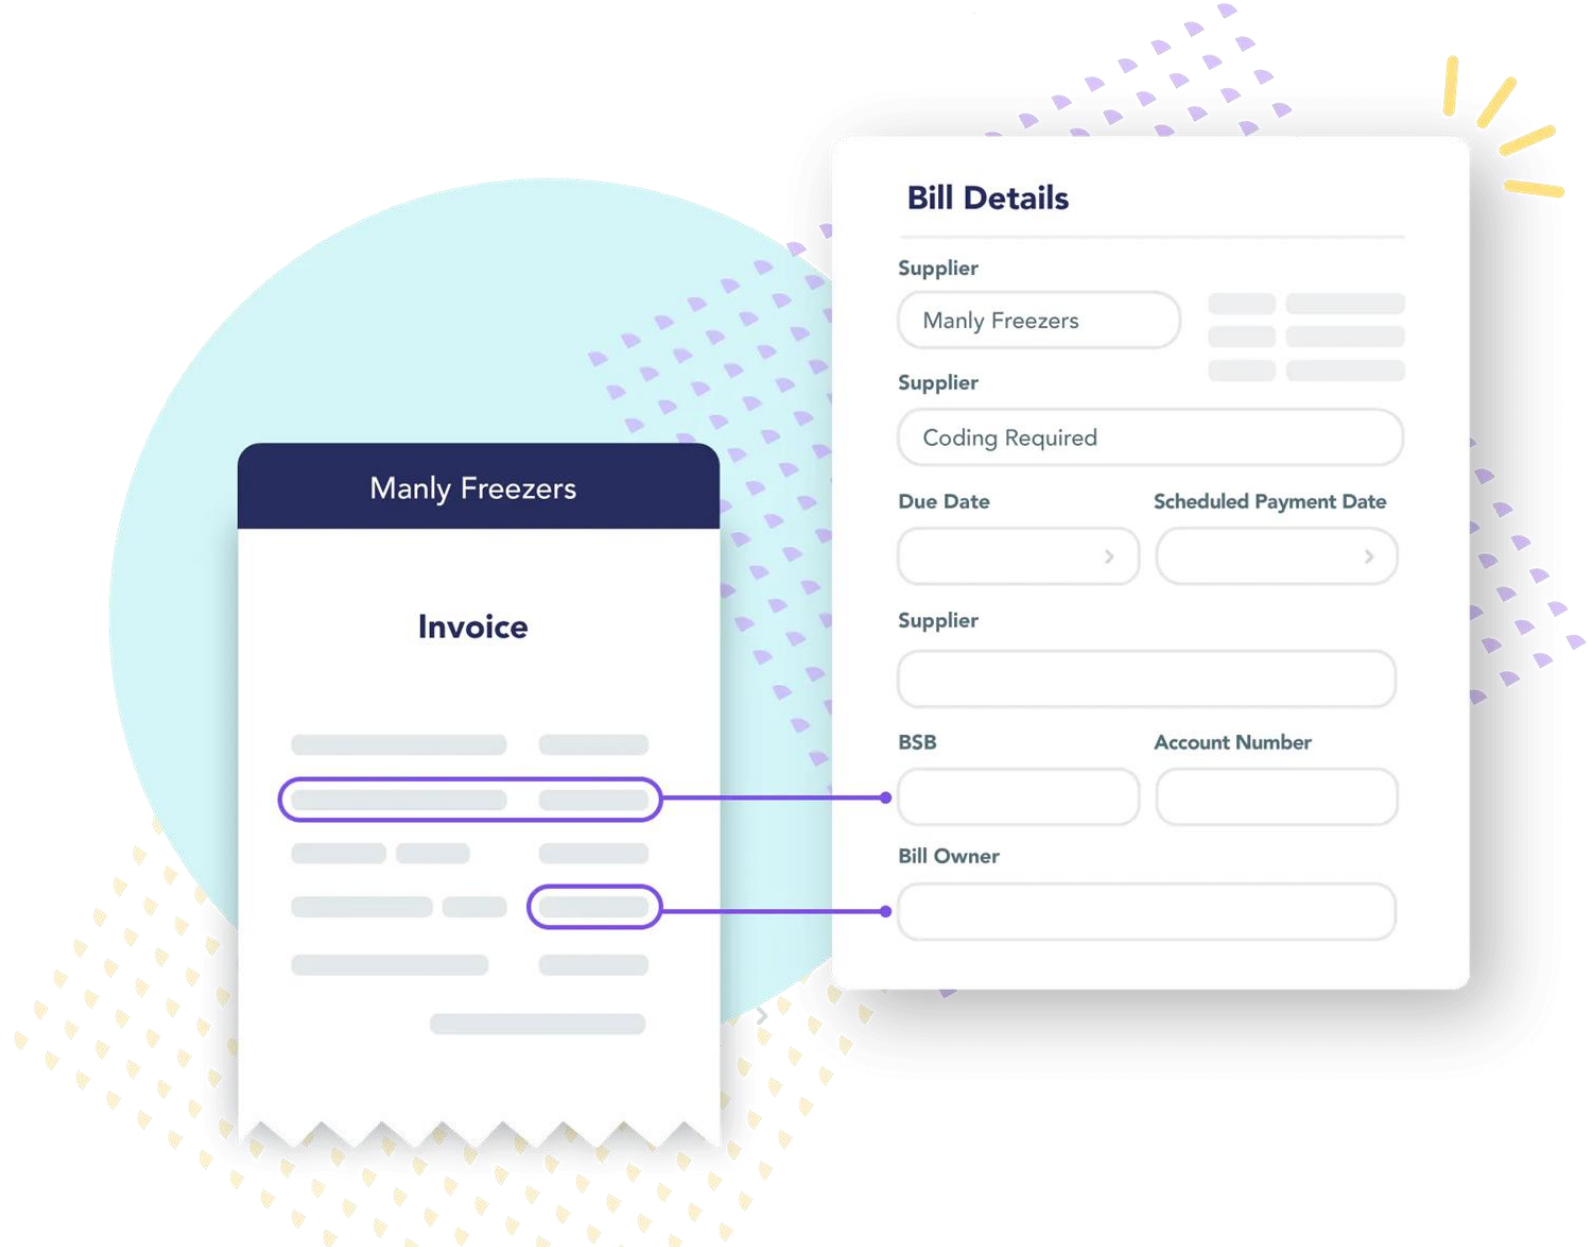 Manly Freezers
Invoice
Bill Details
Supplier
Manly Freezers
Supplier
Coding Required
Due Date
Scheduled Payment Date
Supplier
BSB
Account Number
Bill Owner